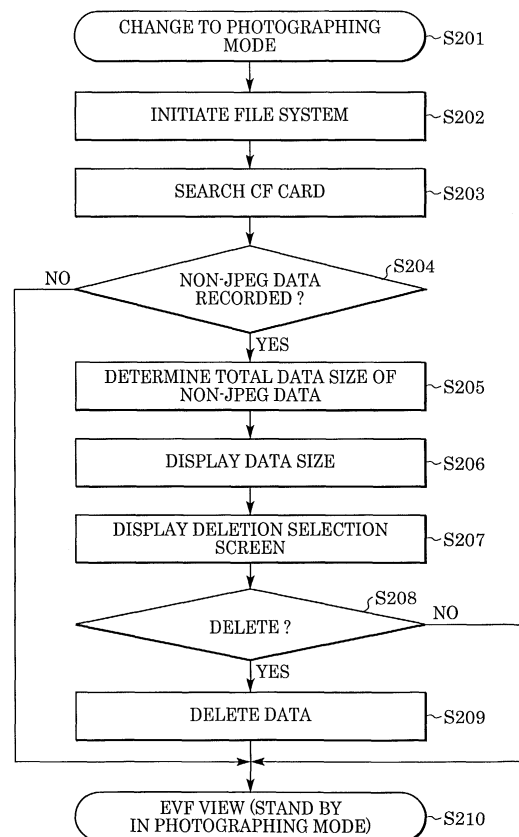 CHANGE TO PHOTOGRAPHING
MODE
S201
INITIATE FILE SYSTEM
S202
SEARCH CF CARD
S203
S204
NO
NON-JPEG DATA
RECORDED ?
YES
DETERMINE TOTAL DATA SIZE OF
NON-JPEG DATA
S205
DISPLAY DATA SIZE
S206
DISPLAY DELETION SELECTION
SCREEN
S207
S208
NO
DELETE ?
YES
DELETE DATA
S209
EVF VIEW (STAND BY
IN PHOTOGRAPHING MODE)
S210